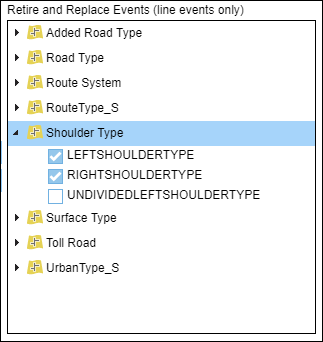 Retire and Replace Events (line events only)
Added Road Type
Road Type
Route System
RouteType_S
Shoulder Type
LEFTSHOULDERTYPE
RIGHTSHOULDERTYPE
UNDIVIDEDLEFTSHOULDERTYPE
Surface Type
Toll Road
UrbanType_S